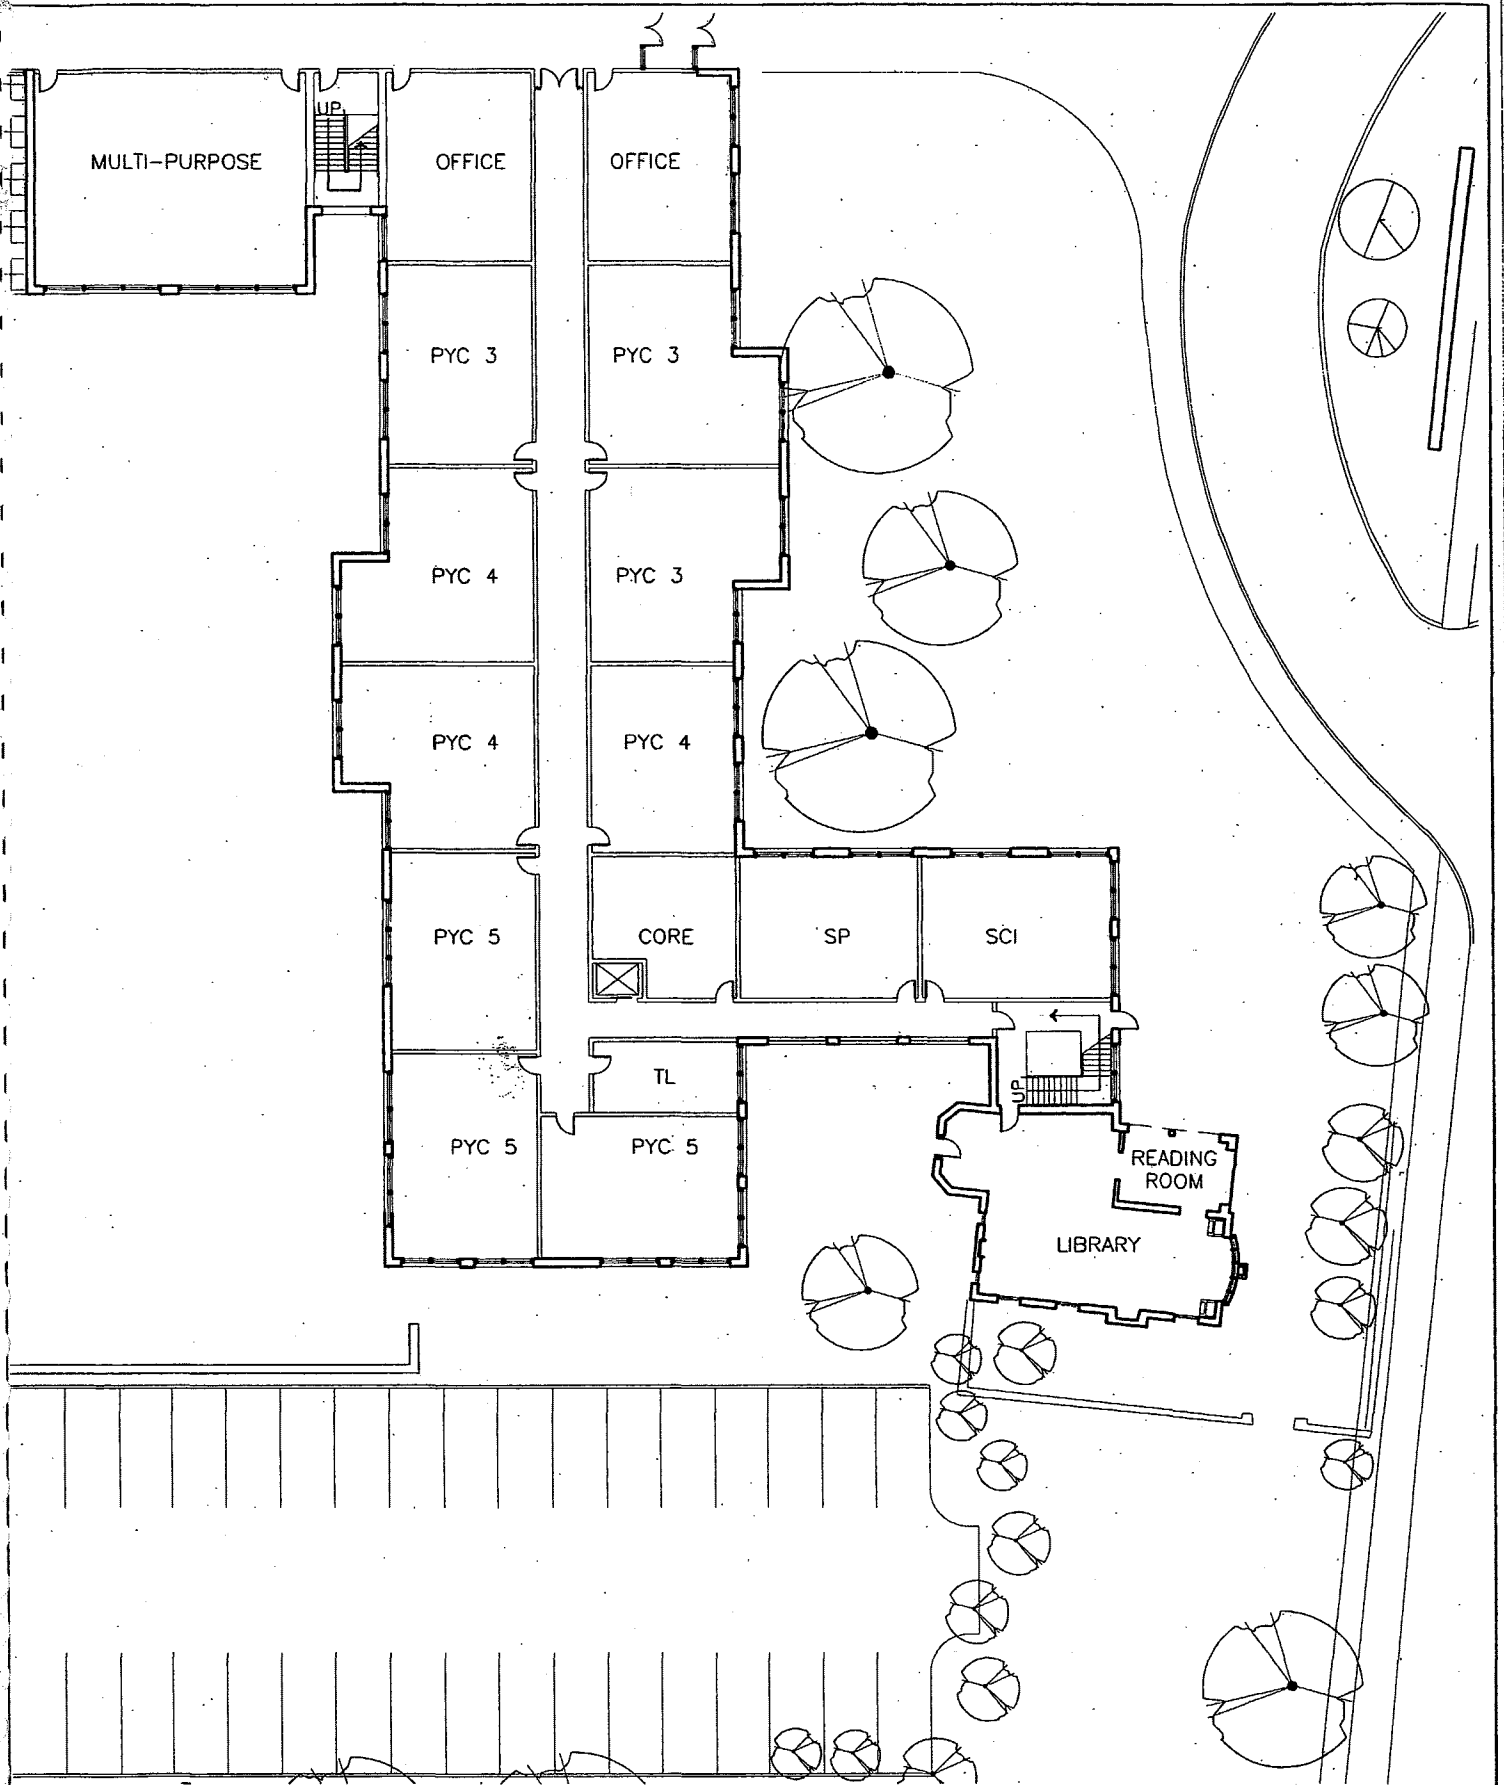 UP
MULTI-PURPOSE
OFFICE
OFFICE
PYC 3
PYC 3
PYC 4
PYC 3
PYC 4
PYC 4
PYC 5
CORE
SP
SCI
TL
UP
PYC 5
PYC 5
READING
ROOM
LIBRARY